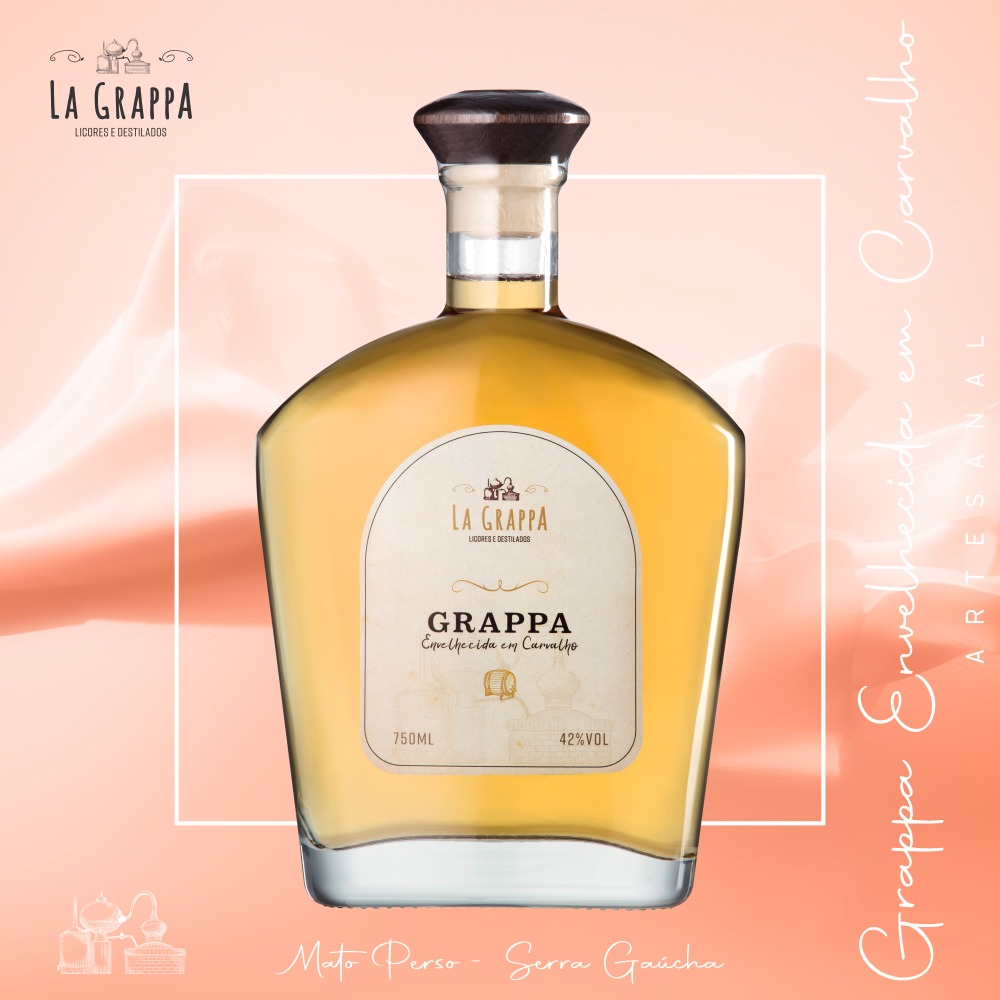 LA GRAPPA
LICORES E DESTILADOS
LA GRAPPA
LICORES E DESTILADOS
GRAPPA
Envelhecida em Carvalho
750ML
42%VOL
Grappa Envelhecida em Carvalho
ARTESANAL
Mato Perso - Serra Gaúcha